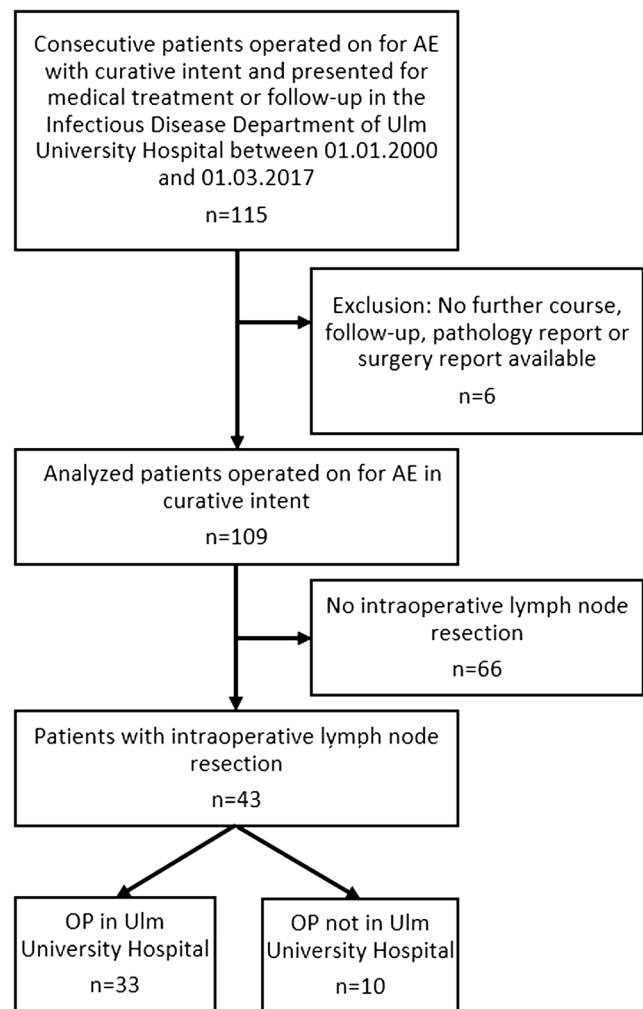 Consecutive patients operated on for AE
with curative intent and presented for
medical treatment or follow-up in the
Infectious Disease Department of Ulm
University Hospital between 01.01.2000
and 01.03.2017
n=115
Exclusion: No further course,
follow-up, pathology report or
surgery report available
n=6
Analyzed patients operated on for AE in
curative intent
n=109
No intraoperative lymph node
resection
n=66
Patients with intraoperative lymph node
resection
n=43
OP in Ulm
University Hospital
n=33
OP not in Ulm
University Hospital
n=10